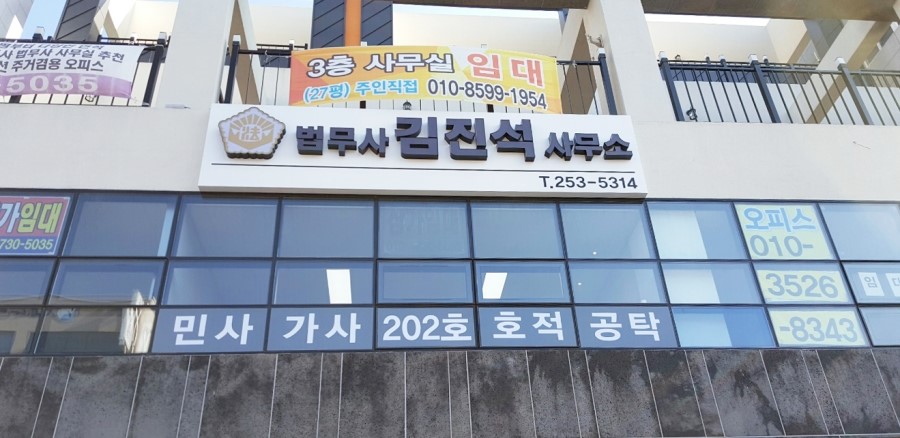 사 법무사 사무실 추천
주거겸용 오피스
5035
3층 사무실 임대
(27평) 주인직접 010-8599-1954
法
법무사 김진석 사무소
T.253-5314
가임대
730-5035
오피스
010-
3526
-8343
임대
민사 가사 202호 호적 공탁